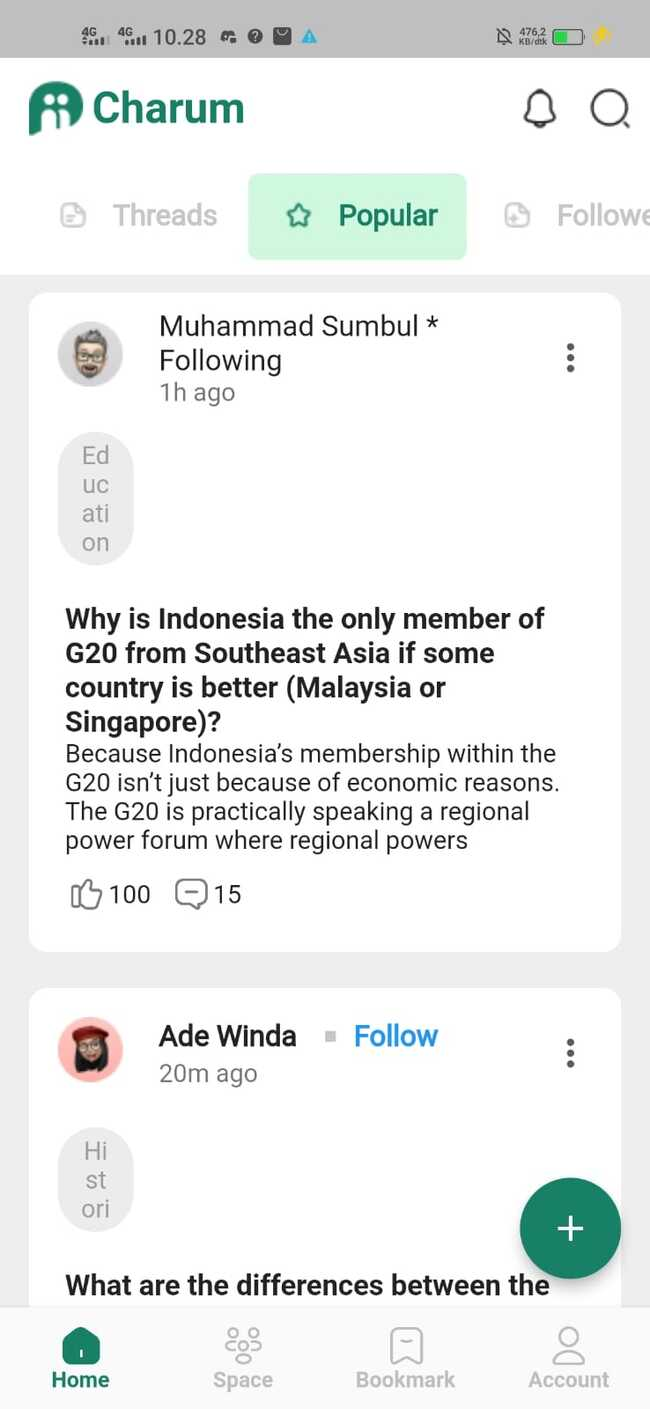 4G 4G 10.28 476,2 KB/dtk
Charum
Threads Popular Followe
Muhammad Sumbul *
Following
1h ago
Ed
uc
ati
on
Why is Indonesia the only member of
G20 from Southeast Asia if some
country is better (Malaysia or
Singapore)?
Because Indonesia’s membership within the
G20 isn’t just because of economic reasons.
The G20 is practically speaking a regional
power forum where regional powers
100 15
Ade Winda Follow
20m ago
Hi
st
ori
What are the differences between the
Home Space Bookmark Account